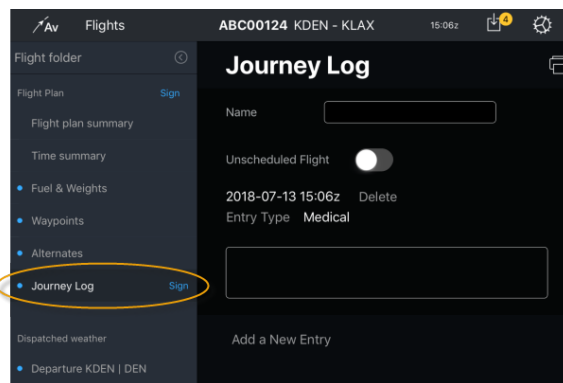 Av Flights ABC00124 KDEN - KLAX 15:06z 4
Flight folder
Flight Plan Sign
Flight plan summary
Time summary
Fuel & Weights
Waypoints
Alternates
Journey Log Sign
Dispatched weather
Departure KDEN | DEN
Journey Log
Name
Unscheduled Flight
2018-07-13 15:06z Delete
Entry Type Medical
Add a New Entry